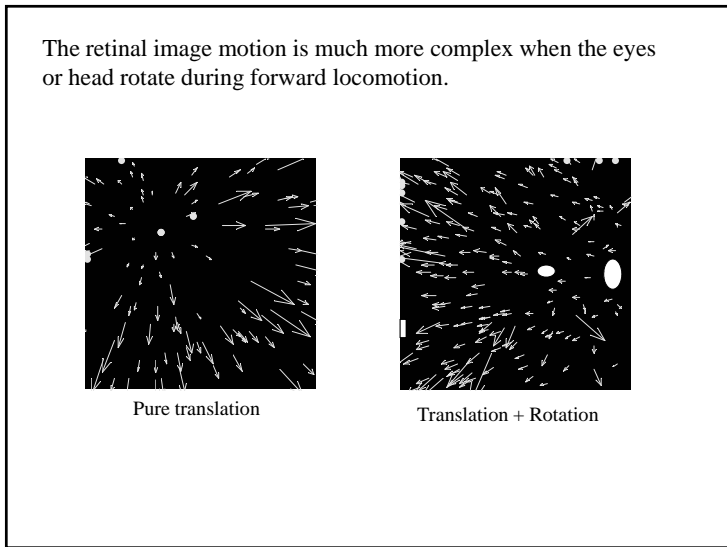 The retinal image motion is much more complex when the eyes
or head rotate during forward locomotion.
Pure translation
Translation + Rotation